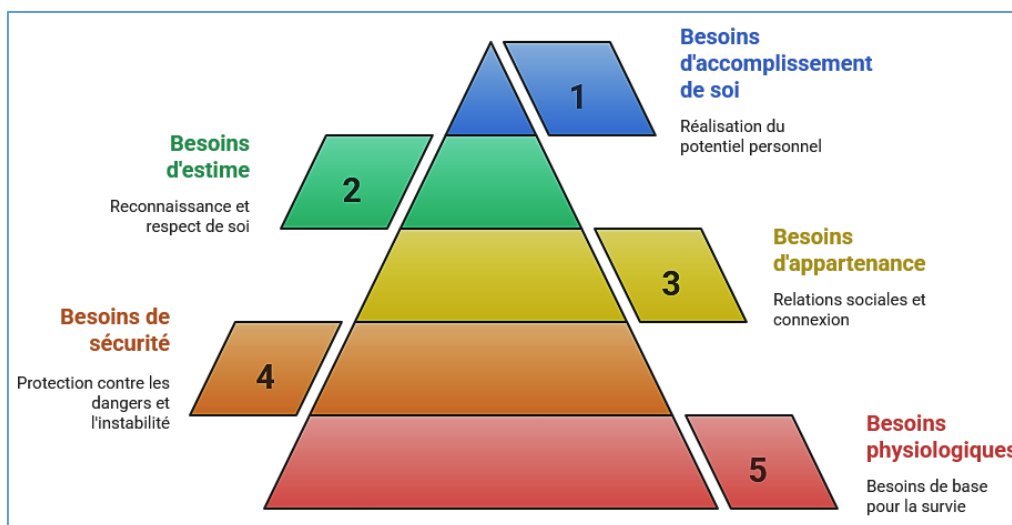 Besoins
d'accomplissement
de soi
1
Réalisation du
potentiel personnel
Besoins
d'estime
2
Reconnaissance et
respect de soi
Besoins
d'appartenance
3
Relations sociales et
connexion
Besoins de
sécurité
4
Protection contre les
dangers et
l'instabilité
Besoins
physiologiques
5
Besoins de base
pour la survie